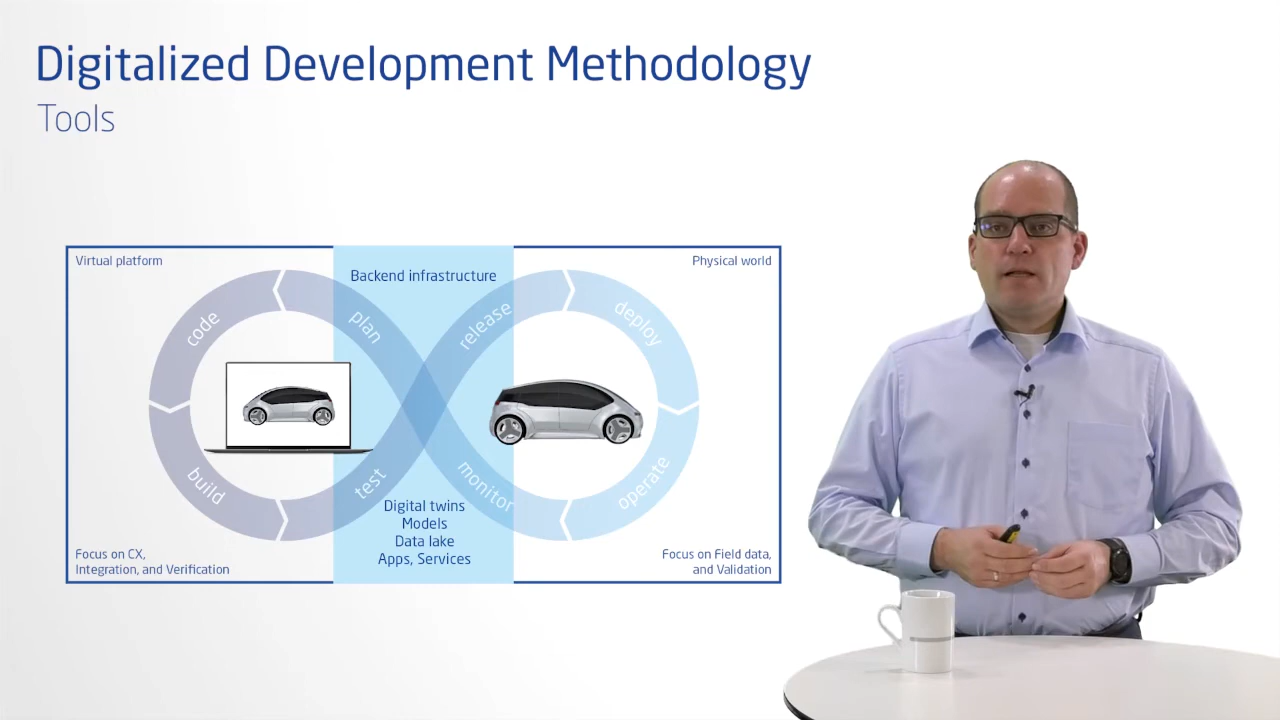 Digitalized Development Methodology
Tools
Virtual platform
Backend infrastructure
Physical world
code
plan
release
deploy
build
test
monitor
operate
Digital twins
Models
Data lake
Apps, Services
Focus on CX,
Integration, and Verification
Focus on Field data,
and Validation